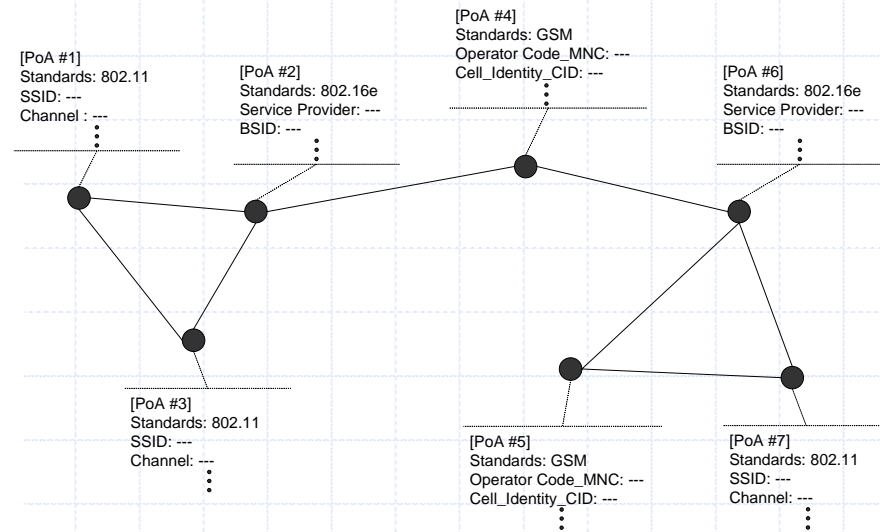 [PoA #1]
Standards: 802.11
SSID: ---
Channel : ---
[PoA #2]
Standards: 802.16e
Service Provider: ---
BSID: ---
[PoA #4]
Standards: GSM
Operator Code_MNC: ---
Cell_Identity_CID: ---
[PoA #6]
Standards: 802.16e
Service Provider: ---
BSID: ---
[PoA #3]
Standards: 802.11
SSID: ---
Channel: ---
[PoA #5]
Standards: GSM
Operator Code_MNC: ---
Cell_Identity_CID: ---
[PoA #7]
Standards: 802.11
SSID: ---
Channel: ---